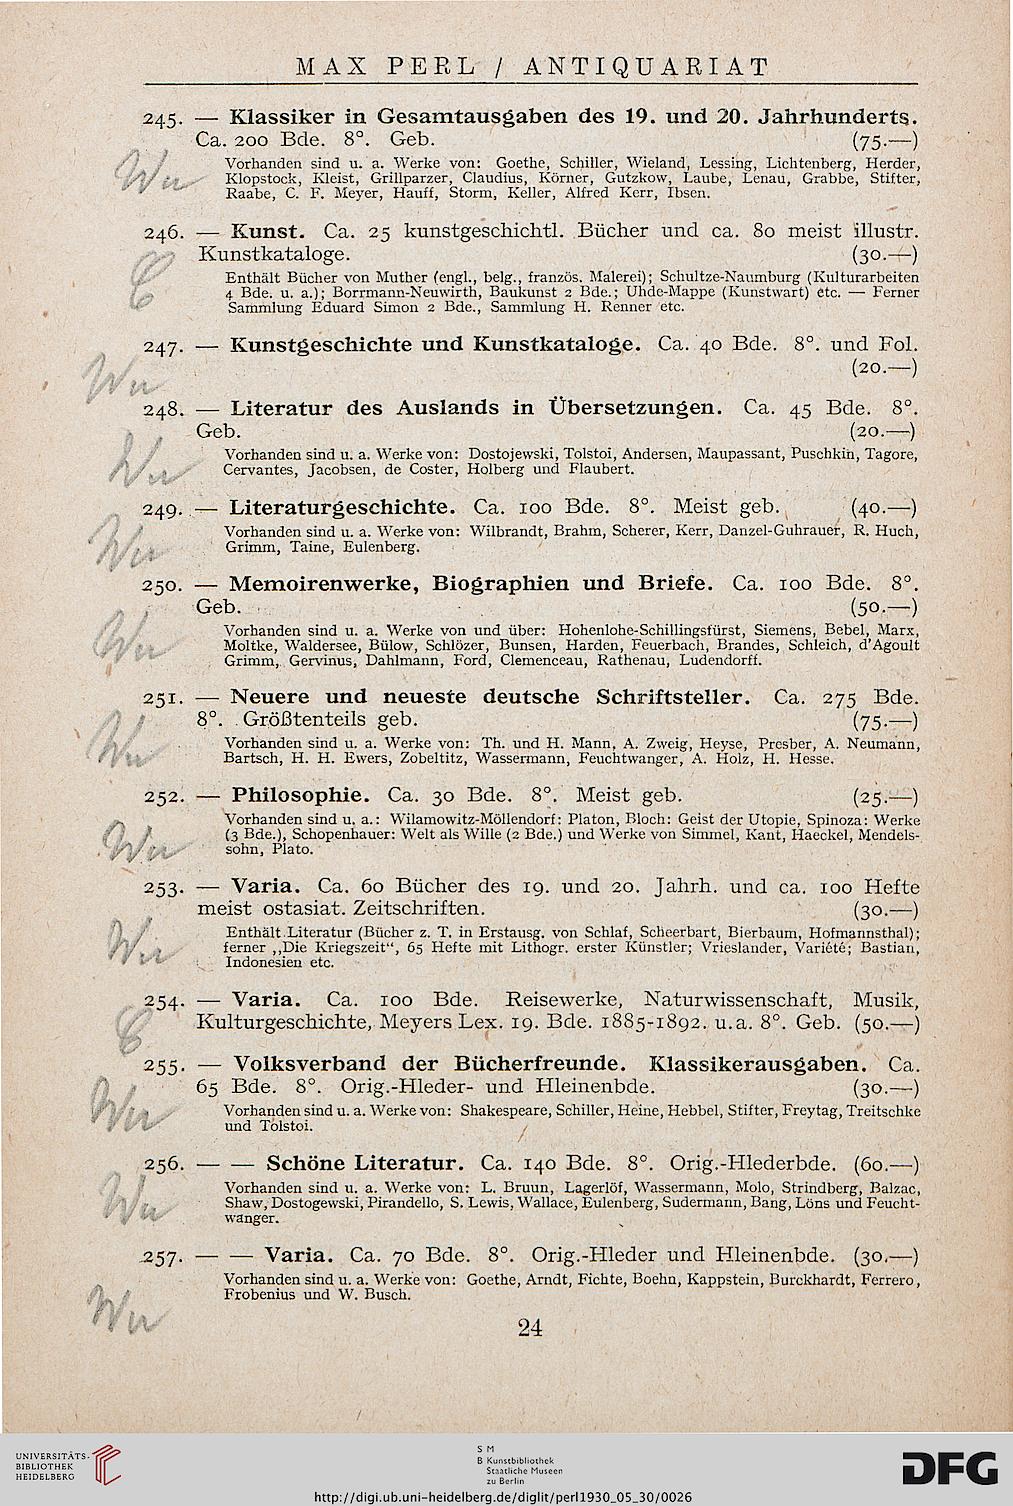 MAX PERL / ANTIQUARIAT
245. — Klassiker in Gesamtausgaben des 19. und 20. Jahrhunderts.
Ca. 200 Bde. 8°. Geb. (75.—)
Vorhanden sind u. a. Werke von: Goethe, Schiller, Wieland, Lessing, Lichtenberg, Herder,
Klopstock, Kleist, Grillparzer, Claudius, Körner, Gutzkow, Laube, Lenau, Grabbe, Stifter,
Raabe, C. F. Meyer, Hauff, Storm, Keller, Alfred Kerr, Ibsen.
246. — Kunst. Ca. 25 kunstgeschichtl. Bücher und ca. 80 meist illustr.
Kunstkataloge. (30.—)
Enthält Bücher von Muther (engl., belg., französ. Malerei); Schultze-Naumburg (Kulturarbeiten
4 Bde. u. a.); Borrmann-Neuwirth, Baukunst 2 Bde.; Uhde-Mappe (Kunstwart) etc. — Ferner
Sammlung Eduard Simon 2 Bde., Sammlung H. Renner etc.
247. — Kunstgeschichte und Kunstkataloge. Ca. 40 Bde. 8°. und Fol.
(20.—)
248. — Literatur des Auslands in Übersetzungen. Ca. 45 Bde. 8°.
Geb. (20.—)
Vorhanden sind u. a. Werke von: Dostojewski, Tolstoi, Andersen, Maupassant, Puschkin, Tagore,
Cervantes, Jacobsen, de Coster, Holberg und Flaubert.
249. — Literaturgeschichte. Ca. 100 Bde. 8°. Meist geb. (40.—)
Vorhanden sind u. a. Werke von: Wilbrandt, Brahm, Scherer, Kerr, Danzel-Guhrauer, R. Huch,
Grimm, Taine, Eulenberg.
250. — Memoirenwerke, Biographien und Briefe. Ca. 100 Bde. 8°.
Geb. (50.—)
Vorhanden sind u. a. Werke von und über: Hohenlohe-Schillingsfürst, Siemens, Bebel, Marx,
Moltke, Waldersee, Bülow, Schlözer, Bunsen, Harden, Feuerbach, Brandes, Schleich, d'Agoult
Grimm, Gervinus, Dahlmann, Ford, Clemenceau, Rathenau, Ludendorff.
251. — Neuere und neueste deutsche Schriftsteller. Ca. 275 Bde.
8°. Größtenteils geb. (75.—)
Vorhanden sind u. a. Werke von: Th. und H. Mann, A. Zweig, Heyse, Presber, A. Neumann,
Bartsch, H. H. Ewers, Zobeltitz, Wassermann, Feuchtwanger, A. Holz, H. Hesse.
252. — Philosophie. Ca. 30 Bde. 8°. Meist geb. (25.—)
Vorhanden sind u. a.: Wilamowitz-Möllendorf: Platon, Bloch: Geist der Utopie, Spinoza: Werke
(3 Bde.), Schopenhauer: Welt als Wille (2 Bde.) und Werke von Simmel, Kant, Haeckel, Mendels-
sohn, Plato.
253. — Varia. Ca. 60 Bücher des 19. und 20. Jahrh. und ca. 100 Hefte
meist ostasiat. Zeitschriften. (30.—)
Enthält Literatur (Bücher z. T. in Erstausg. von Schlaf, Scheerbart, Bierbaum, Hofmannsthal);
ferner „Die Kriegszeit“, 65 Hefte mit Lithogr. erster Künstler; Vrieslander, Variété; Bastian,
Indonesien etc.
254. — Varia. Ca. 100 Bde. Reisewerke, Naturwissenschaft, Musik,
Kulturgeschichte, Meyers Lex. 19. Bde. 1885-1892. u.a. 8°. Geb. (50.—)
255. — Volksverband der Bücherfreunde. Klassikerausgaben. Ca.
65 Bde. 8°. Orig.-Hleder- und Hleinenbde. (30.—)
Vorhanden sind u. a. Werke von: Shakespeare, Schiller, Heine, Hebbel, Stifter, Freytag, Treitschke
und Tolstoi.
256. — — Schöne Literatur. Ca. 140 Bde. 8°. Orig.-Hlederbde. (60.—)
Vorhanden sind u. a. Werke von: L. Bruun, Lagerlöf, Wassermann, Molo, Strindberg, Balzac,
Shaw, Dostogewski, Pirandello, S. Lewis, Wallace, Eulenberg, Sudermann, Bang, Löns und Feucht-
wanger.
257. — — Varia. Ca. 70 Bde. 8°. Orig.-Hleder und Hleinenbde. (30.—)
Vorhanden sind u. a. Werke von: Goethe, Arndt, Fichte, Boehn, Kappstein, Burckhardt, Ferrero,
Frobenius und W. Busch.
24
UNIVERSITÄTS-
BIBLIOTHEK
HEIDELBERG
S M
B Kunstbibliothek
Staatliche Museen
zu Berlin
DFG
http://digi.ub.uni-heidelberg.de/diglit/perl1930_05_30/0026